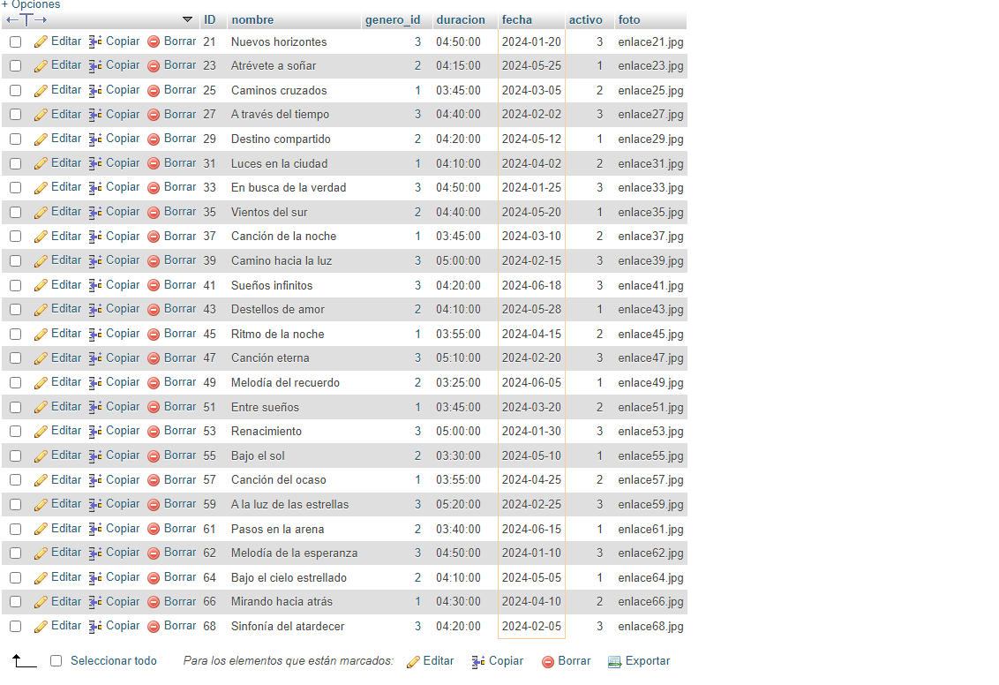 + Opciones
←T→ ID nombre genero_id duracion fecha activo foto
Editar Copiar Borrar 21 Nuevos horizontes 3 04:50:00 2024-01-20 3 enlace21.jpg
Editar Copiar Borrar 23 Atrévete a soñar 2 04:15:00 2024-05-25 1 enlace23.jpg
Editar Copiar Borrar 25 Caminos cruzados 1 03:45:00 2024-03-05 2 enlace25.jpg
Editar Copiar Borrar 27 A través del tiempo 3 04:40:00 2024-02-02 3 enlace27.jpg
Editar Copiar Borrar 29 Destino compartido 2 04:20:00 2024-05-12 1 enlace29.jpg
Editar Copiar Borrar 31 Luces en la ciudad 1 04:10:00 2024-04-02 2 enlace31.jpg
Editar Copiar Borrar 33 En busca de la verdad 3 04:50:00 2024-01-25 3 enlace33.jpg
Editar Copiar Borrar 35 Vientos del sur 2 04:40:00 2024-05-20 1 enlace35.jpg
Editar Copiar Borrar 37 Canción de la noche 1 03:45:00 2024-03-10 2 enlace37.jpg
Editar Copiar Borrar 39 Camino hacia la luz 3 05:00:00 2024-02-15 3 enlace39.jpg
Editar Copiar Borrar 41 Sueños infinitos 3 04:20:00 2024-06-18 3 enlace41.jpg
Editar Copiar Borrar 43 Destellos de amor 2 04:10:00 2024-05-28 1 enlace43.jpg
Editar Copiar Borrar 45 Ritmo de la noche 1 03:55:00 2024-04-15 2 enlace45.jpg
Editar Copiar Borrar 47 Canción eterna 3 05:10:00 2024-02-20 3 enlace47.jpg
Editar Copiar Borrar 49 Melodía del recuerdo 2 03:25:00 2024-06-05 1 enlace49.jpg
Editar Copiar Borrar 51 Entre sueños 1 03:45:00 2024-03-20 2 enlace51.jpg
Editar Copiar Borrar 53 Renacimiento 3 05:00:00 2024-01-30 3 enlace53.jpg
Editar Copiar Borrar 55 Bajo el sol 2 03:30:00 2024-05-10 1 enlace55.jpg
Editar Copiar Borrar 57 Canción del ocaso 1 03:55:00 2024-04-25 2 enlace57.jpg
Editar Copiar Borrar 59 A la luz de las estrellas 3 05:20:00 2024-02-25 3 enlace59.jpg
Editar Copiar Borrar 61 Pasos en la arena 2 03:40:00 2024-06-15 1 enlace61.jpg
Editar Copiar Borrar 62 Melodía de la esperanza 3 04:50:00 2024-01-10 3 enlace62.jpg
Editar Copiar Borrar 64 Bajo el cielo estrellado 2 04:10:00 2024-05-05 1 enlace64.jpg
Editar Copiar Borrar 66 Mirando hacia atrás 1 04:30:00 2024-04-10 2 enlace66.jpg
Editar Copiar Borrar 68 Sinfonía del atardecer 3 04:20:00 2024-02-05 3 enlace68.jpg
Seleccionar todo Para los elementos que están marcados: Editar Copiar Borrar Exportar